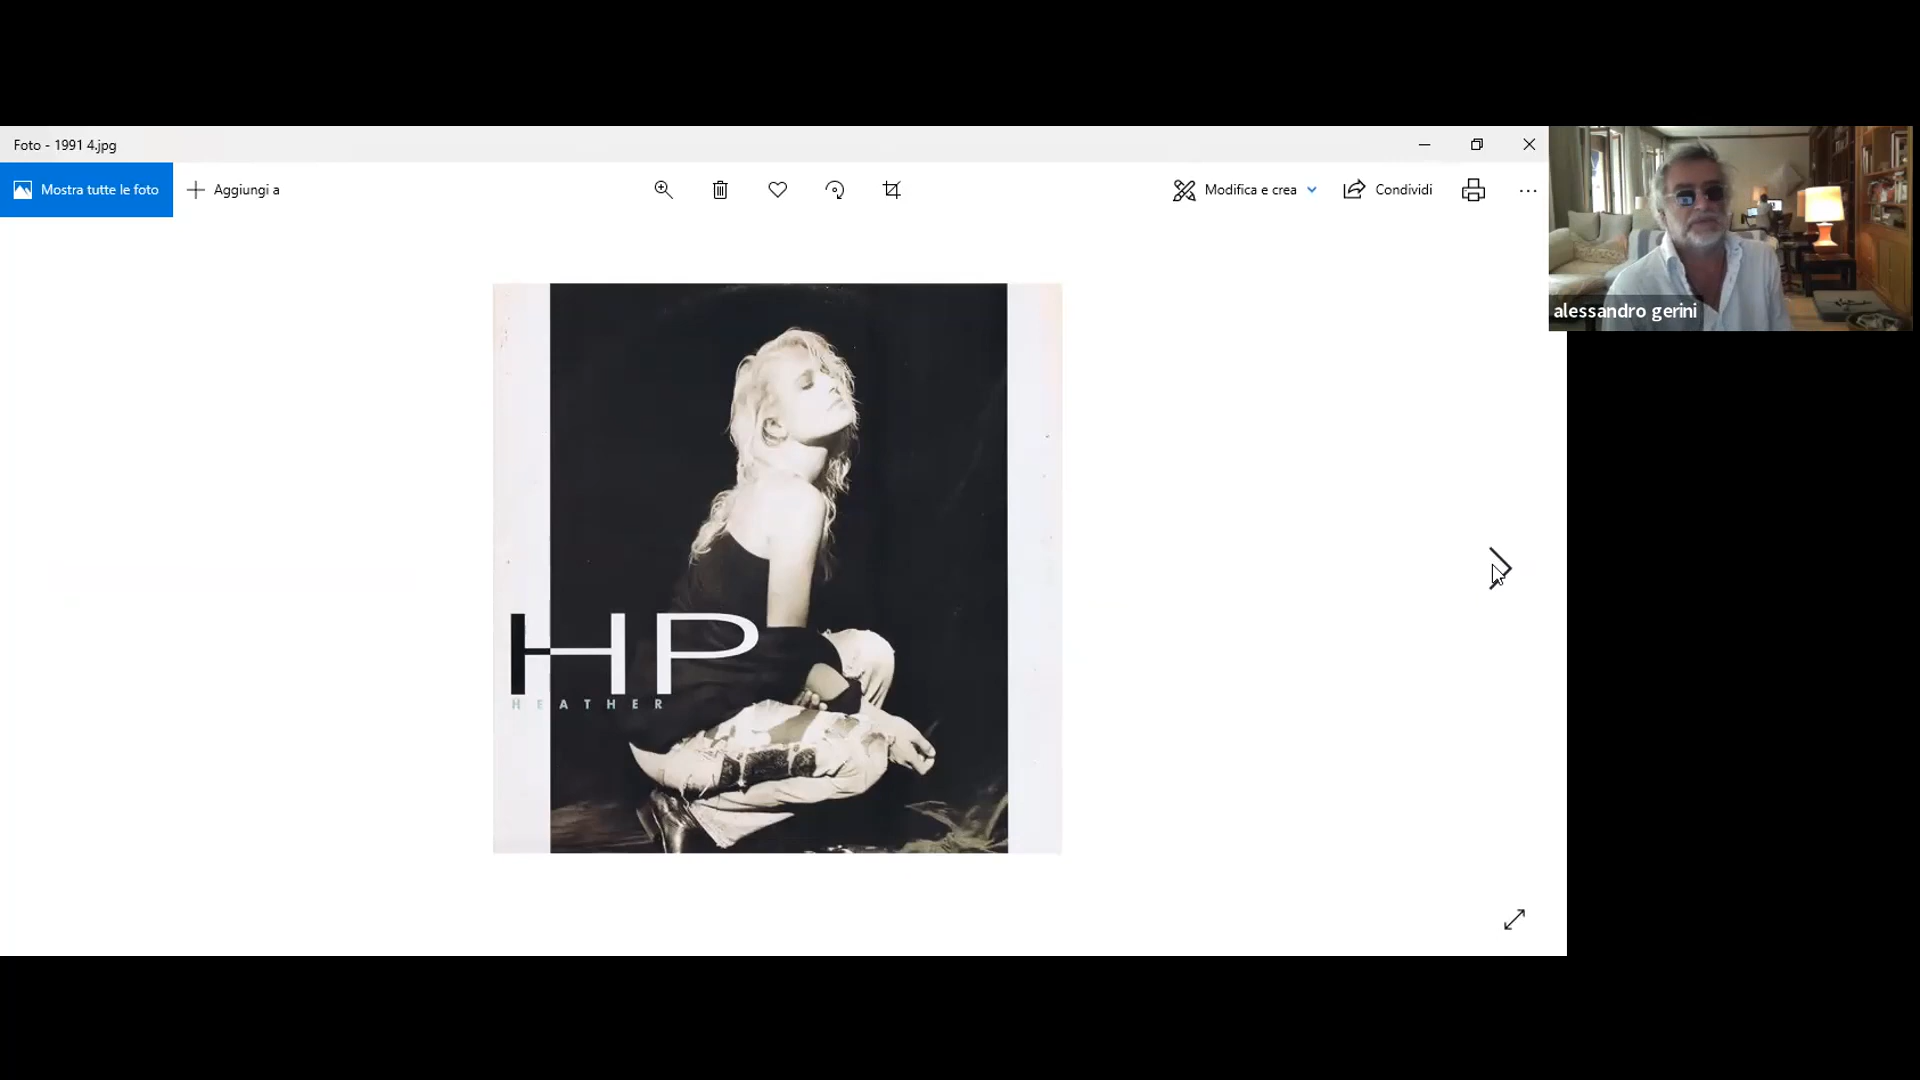 Foto - 1991 4.jpg
Mostra tutte le foto
Aggiungi a
Modifica e crea
Condividi
alessandro gerini
HP
HEATHER